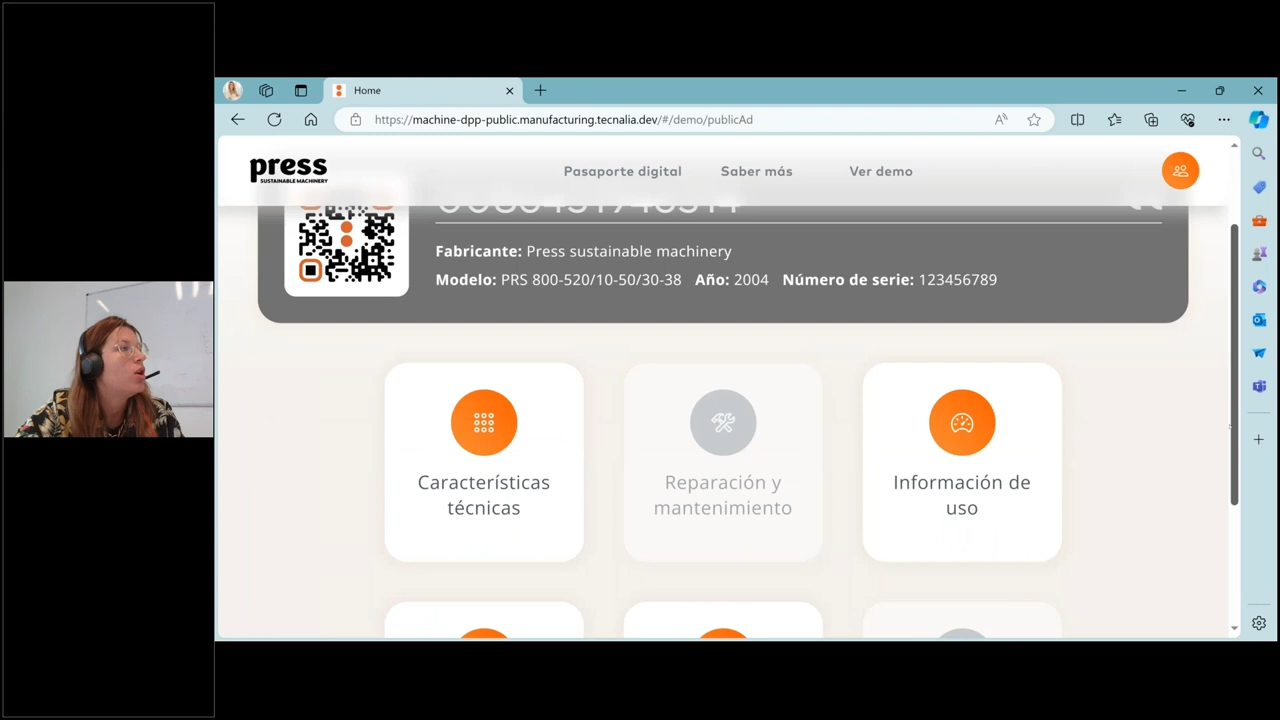 Home
https://machine-dpp-public.manufacturing.tecnalia.dev/#/demo/publicAd
press
SUSTAINABLE MACHINERY
Pasaporte digital
Saber más
Ver demo
Fabricante: Press sustainable machinery
Modelo: PRS 800-520/10-50/30-38 Año: 2004 Número de serie: 123456789
Características
técnicas
Reparación y
mantenimiento
Información de
uso